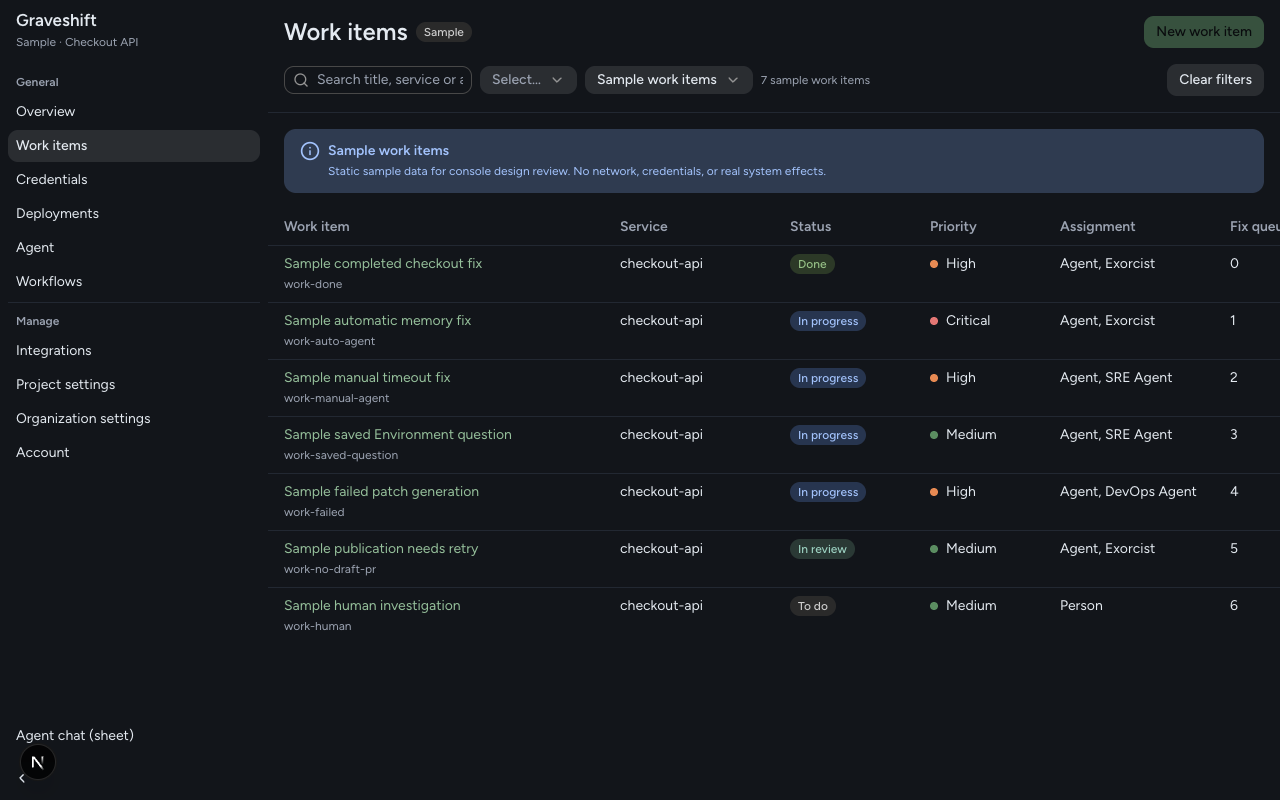 Graveshift
Sample · Checkout API
General
Overview
Work items
Credentials
Deployments
Agent
Workflows
Manage
Integrations
Project settings
Organization settings
Account
Agent chat (sheet)
N
Work items Sample
New work item
Search title, service or a
Select...
Sample work items
7 sample work items
Clear filters
Sample work items
Static sample data for console design review. No network, credentials, or real system effects.
Work item Service Status Priority Assignment Fix queu
Sample completed checkout fix checkout-api Done High Agent, Exorcist 0
work-done
Sample automatic memory fix checkout-api In progress Critical Agent, Exorcist 1
work-auto-agent
Sample manual timeout fix checkout-api In progress High Agent, SRE Agent 2
work-manual-agent
Sample saved Environment question checkout-api In progress Medium Agent, SRE Agent 3
work-saved-question
Sample failed patch generation checkout-api In progress High Agent, DevOps Agent 4
work-failed
Sample publication needs retry checkout-api In review Medium Agent, Exorcist 5
work-no-draft-pr
Sample human investigation checkout-api To do Medium Person 6
work-human